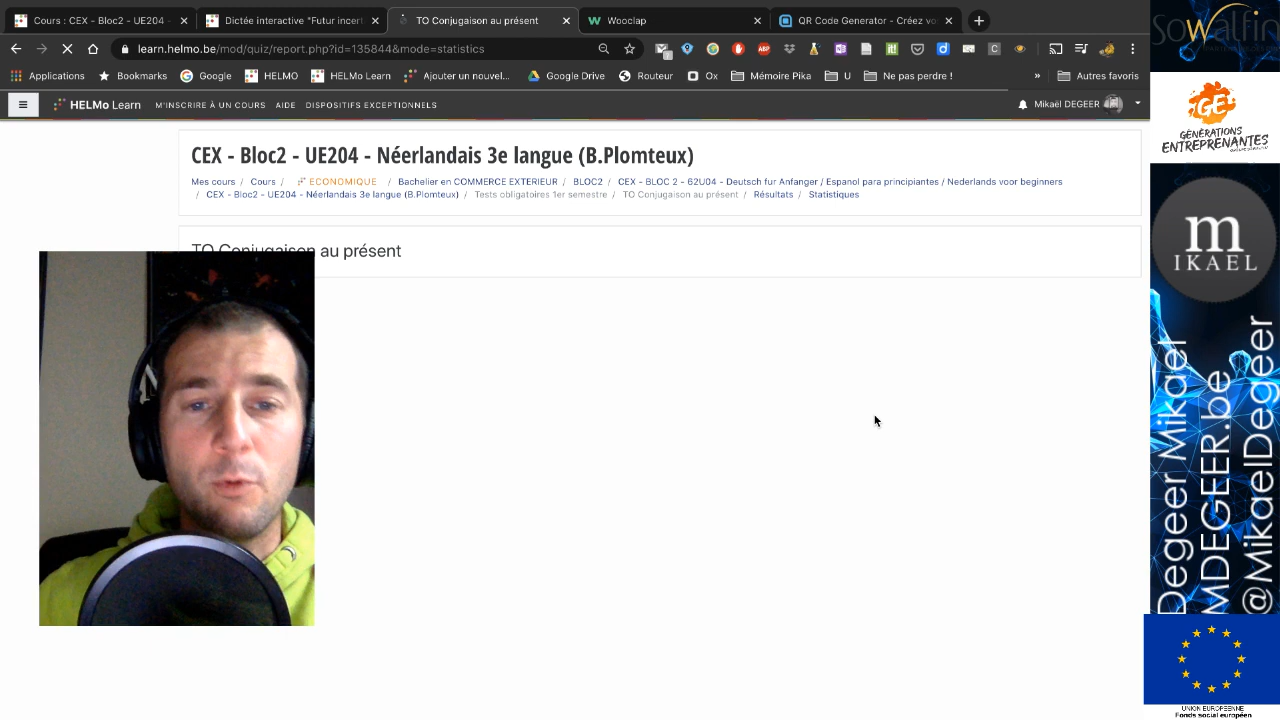 Cours : CEX - Bloc2 - UE204 -
Dictée interactive "Futur incert
TO Conjugaison au présent
Wooclap
QR Code Generator - Créez vo
learn.helmo.be/mod/quiz/report.php?id=135844&mode=statistics
Applications
Bookmarks
Google
HELMO
HELMo Learn
Ajouter un nouvel...
Google Drive
Routeur
Ox
Mémoire Pika
U
Ne pas perdre !
»
Autres favoris
HELMo Learn
M'INSCRIRE À UN COURS
AIDE
DISPOSITIFS EXCEPTIONNELS
Mikaël DEGEER
CEX - Bloc2 - UE204 - Néerlandais 3e langue (B.Plomteux)
Mes cours / Cours / ECONOMIQUE / Bachelier en COMMERCE EXTERIEUR / BLOC2 / CEX - BLOC 2 - 62U04 - Deutsch fur Anfanger / Espanol para principiantes / Nederlands voor beginners
/ CEX - Bloc2 - UE204 - Néerlandais 3e langue (B.Plomteux) / Tests obligatoires 1er semestre / TO Conjugaison au présent / Résultats / Statistiques
TO Conjugaison au présent
Sowalfin
GE
GÉNÉRATIONS
ENTREPRENANTES
m
IKAEL
Degeer Mikael
MDEGEER.be
@MikaelDegeer
UNION EUROPÉENNE
Fonds social européen